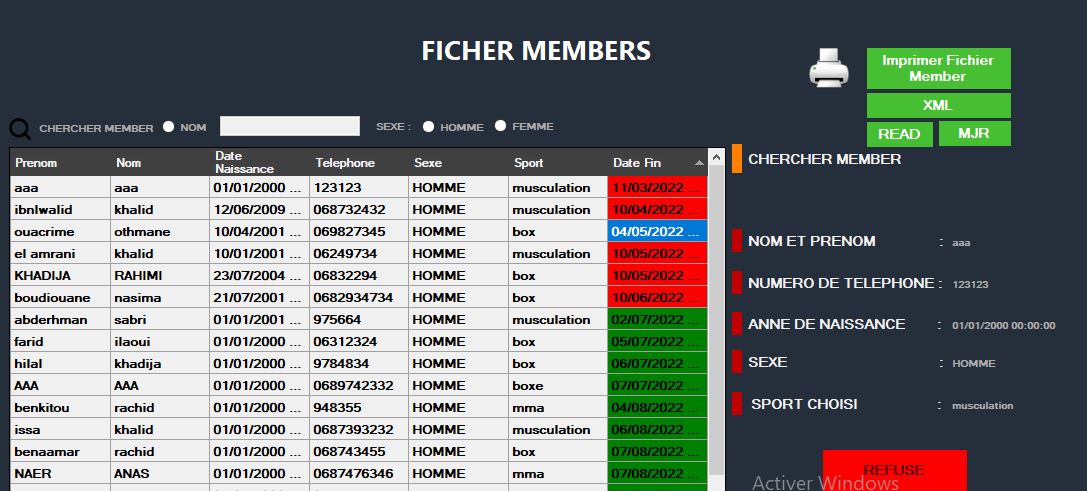 FICHER MEMBERS
Imprimer Fichier
Member
XML
READ MJR
CHERCHER MEMBER NOM SEXE : HOMME FEMME
Prenom Nom Date Naissance Telephone Sexe Sport Date Fin
aaa aaa 01/01/2000 ... 123123 HOMME musculation 11/03/2022 ...
ibnlwalid khalid 12/06/2009 ... 068732432 HOMME musculation 10/04/2022 ...
ouacrime othmane 10/04/2001 ... 069827345 HOMME box 04/05/2022 ...
el amrani khalid 10/01/2001 ... 06249734 HOMME musculation 10/05/2022 ...
KHADIJA RAHIMI 23/07/2004 ... 06832294 HOMME box 10/05/2022 ...
boudiouane nasima 21/07/2001 ... 0682934734 HOMME box 10/06/2022 ...
abderhman sabri 01/01/2001 ... 975664 HOMME musculation 02/07/2022 ...
farid ilaoui 01/01/2000 ... 06312324 HOMME box 05/07/2022 ...
hilal khadija 01/01/2000 ... 9784834 HOMME box 06/07/2022 ...
AAA AAA 01/01/2000 ... 0689742332 HOMME boxe 07/07/2022 ...
benkitou rachid 01/01/2000 ... 948355 HOMME mma 04/08/2022 ...
issa khalid 01/01/2000 ... 0687393232 HOMME musculation 06/08/2022 ...
benaamar rachid 01/01/2000 ... 068743455 HOMME box 07/08/2022 ...
NAER ANAS 01/01/2000 ... 0687476346 HOMME mma 07/08/2022 ...
CHERCHER MEMBER
NOM ET PRENOM : aaa
NUMERO DE TELEPHONE : 123123
ANNE DE NAISSANCE : 01/01/2000 00:00:00
SEXE : HOMME
SPORT CHOISI : musculation
REFUSE
Activer Windows